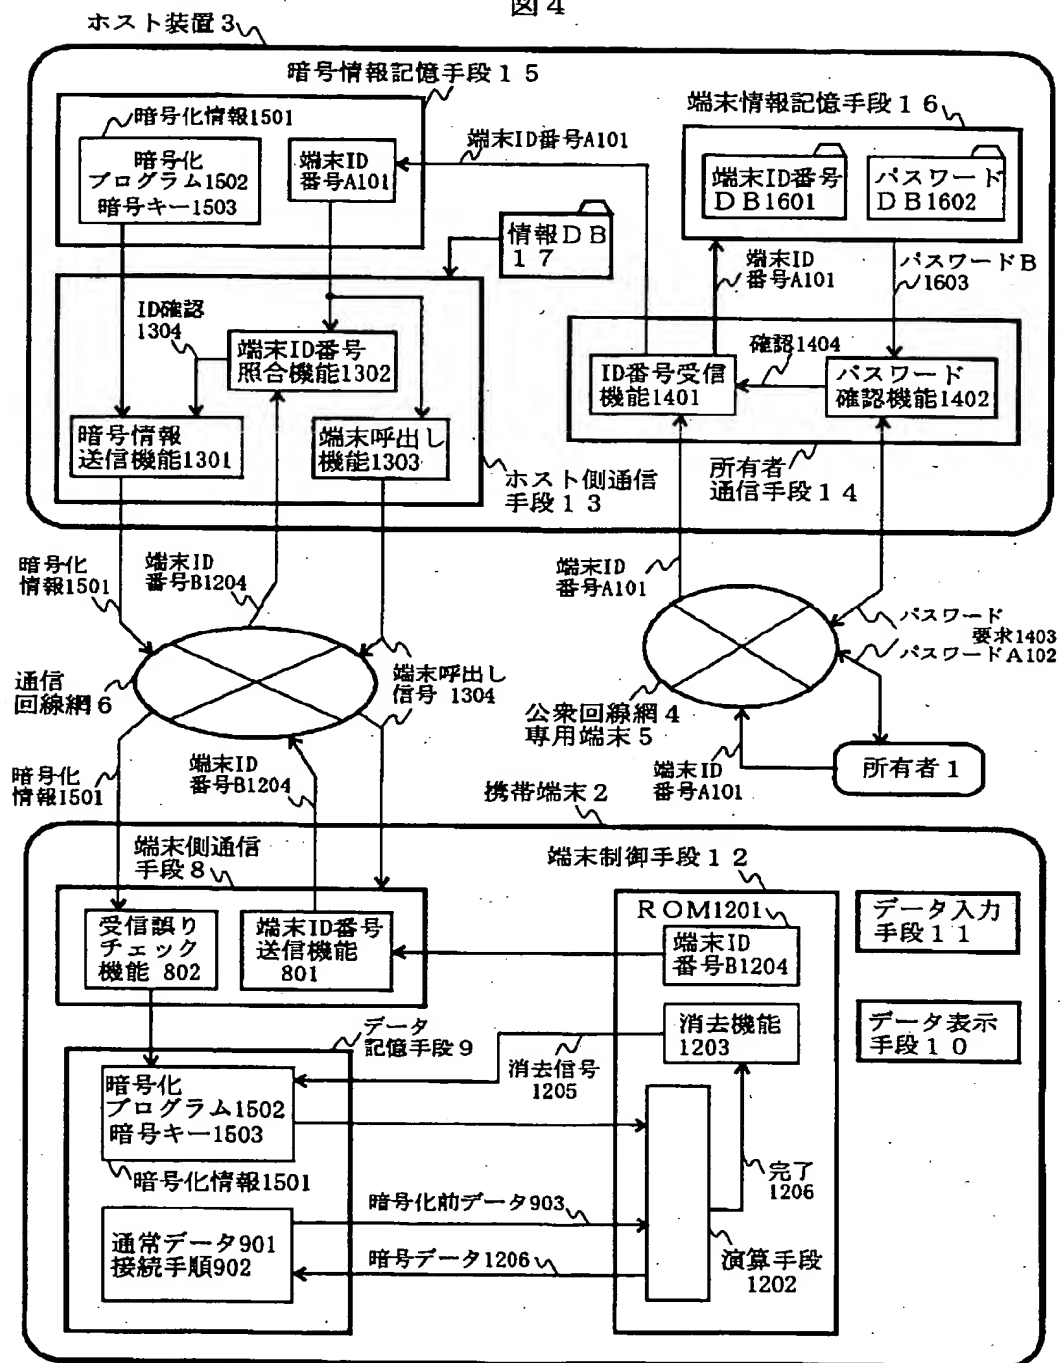 図4
ホスト装置3
暗号情報記憶手段15
暗号化情報1501
暗号化
プログラム1502
暗号キー1503
端末ID
番号A101
端末ID番号A101
端末情報記憶手段16
端末ID番号
DB1601
パスワード
DB1602
情報DB
17
端末ID
番号A101
パスワードB
1603
ID確認
1304
端末ID番号
照合機能1302
確認1404
ID番号受信
機能1401
パスワード
確認機能1402
暗号情報
送信機能1301
端末呼出し
機能1303
ホスト側通信
手段13
所有者
通信手段14
暗号化
情報1501
端末ID
番号B1204
端末ID
番号A101
パスワード
要求1403
パスワードA102
通信
回線網6
端末呼出し
信号 1304
公衆回線網4
専用端末5
暗号化
情報1501
端末ID
番号B1204
端末ID
番号A101
所有者1
携帯端末2
端末側通信
手段8
端末制御手段12
受信誤り
チェック
機能 802
端末ID番号
送信機能
801
ROM1201
端末ID
番号B1204
データ入力
手段11
データ
記憶手段9
消去機能
1203
データ表示
手段10
消去信号
1205
暗号化
プログラム1502
暗号キー1503
暗号化情報1501
完了
1206
暗号化前データ903
通常データ901
接続手順902
暗号データ1206
演算手段
1202